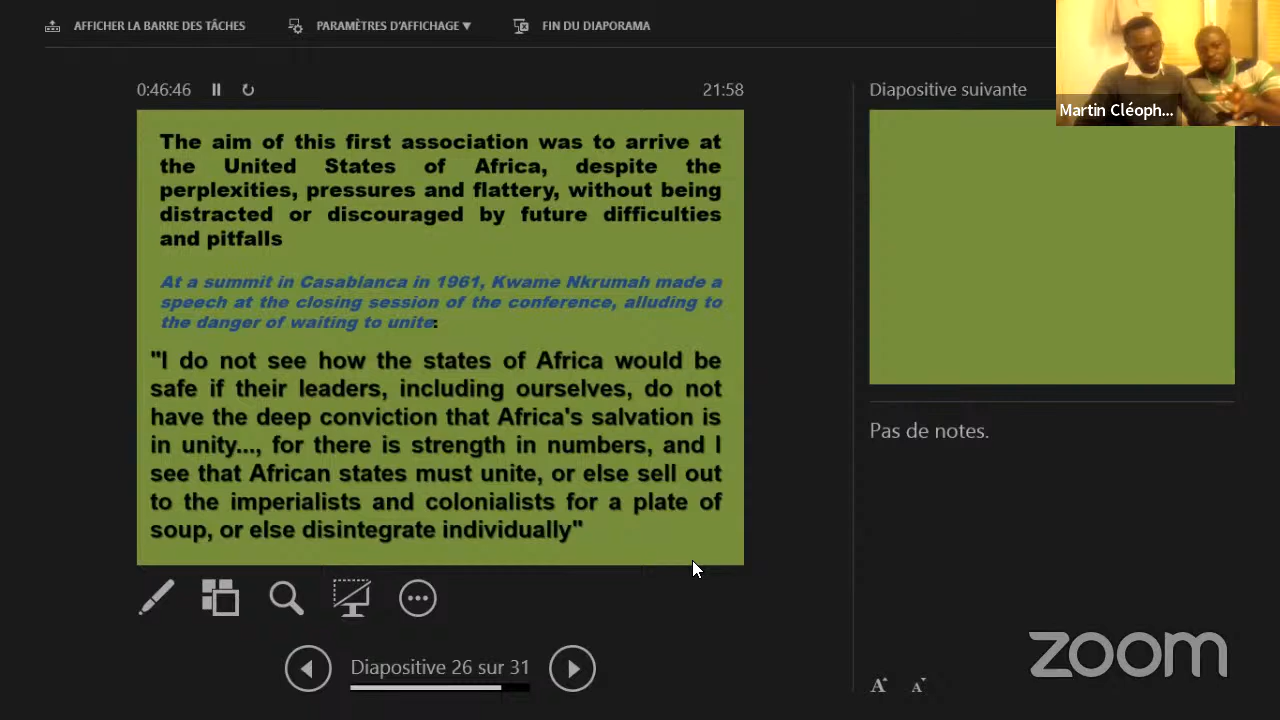 AFFICHER LA BARRE DES TÂCHES
PARAMÈTRES D'AFFICHAGE ▼
FIN DU DIAPORAMA
Martin Cléoph...
0:46:46
21:58
The aim of this first association was to arrive at
the United States of Africa, despite the
perplexities, pressures and flattery, without being
distracted or discouraged by future difficulties
and pitfalls
At a summit in Casablanca in 1961, Kwame Nkrumah made a
speech at the closing session of the conference, alluding to
the danger of waiting to unite:
"I do not see how the states of Africa would be
safe if their leaders, including ourselves, do not
have the deep conviction that Africa's salvation is
in unity..., for there is strength in numbers, and I
see that African states must unite, or else sell out
to the imperialists and colonialists for a plate of
soup, or else disintegrate individually"
Diapositive 26 sur 31
Diapositive suivante
Pas de notes.
A A
zoom